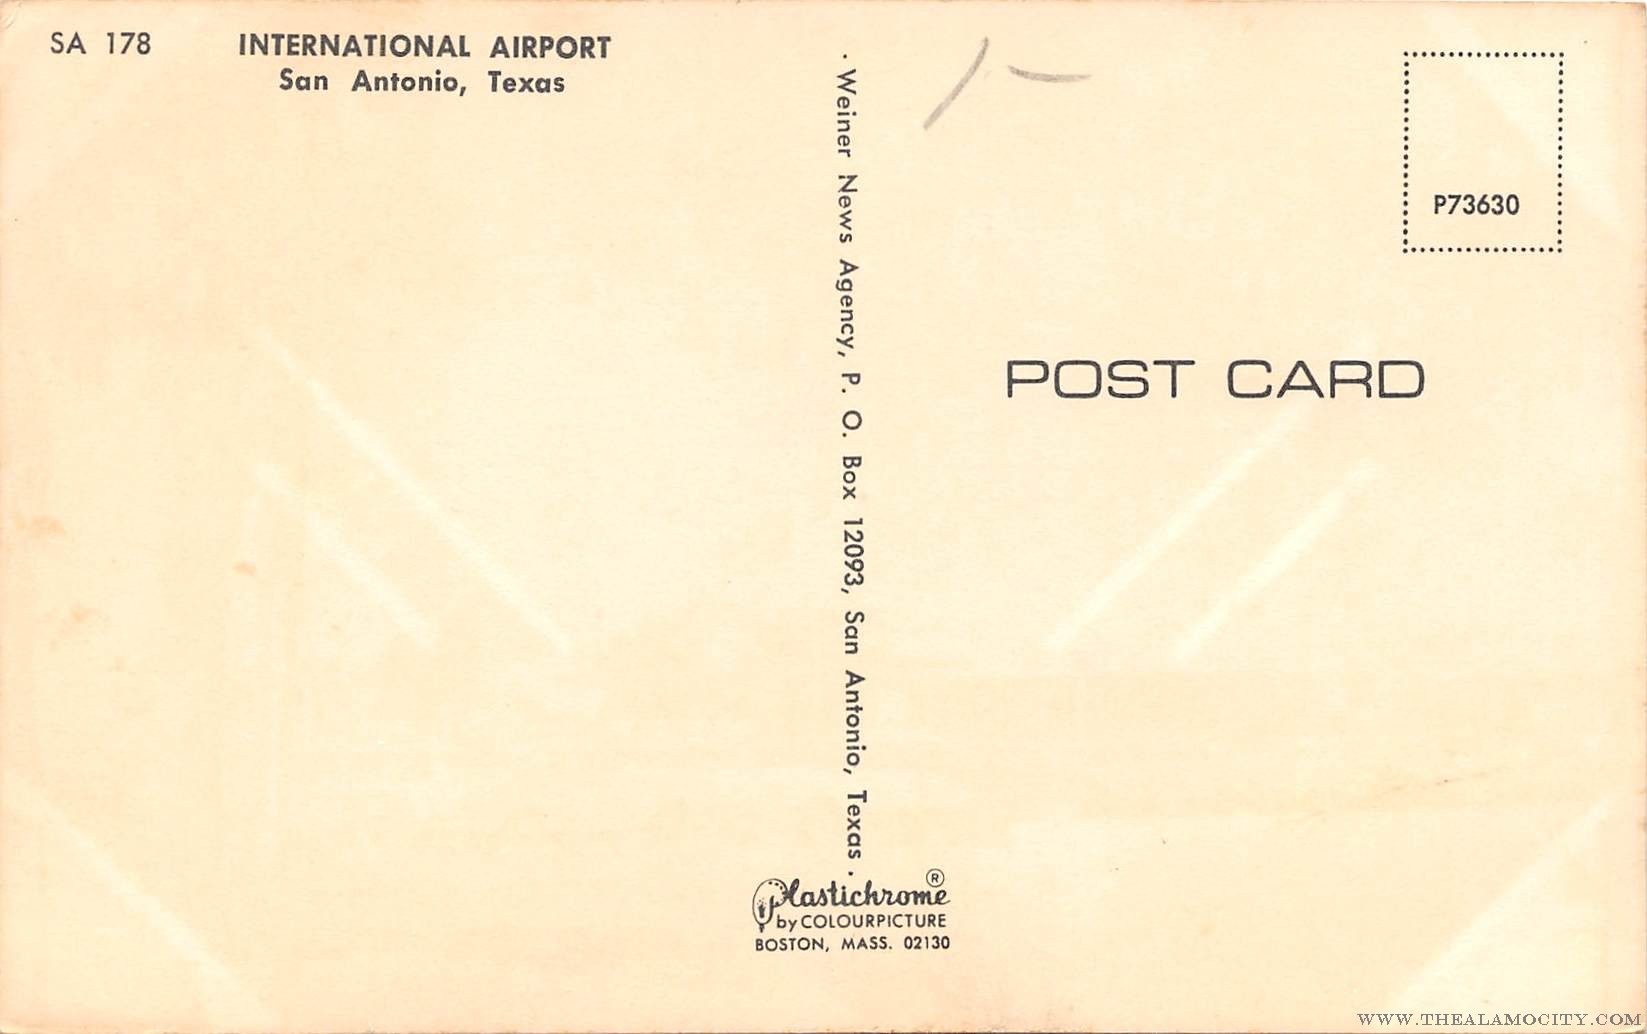 SA 178
INTERNATIONAL AIRPORT
San Antonio, Texas
· Weiner News Agency, P. O. Box 12093, San Antonio, Texas ·
P73630
POST CARD
Plastichrome ®
by COLOURPICTURE
BOSTON, MASS. 02130
WWW.THEALAMOCITY.COM